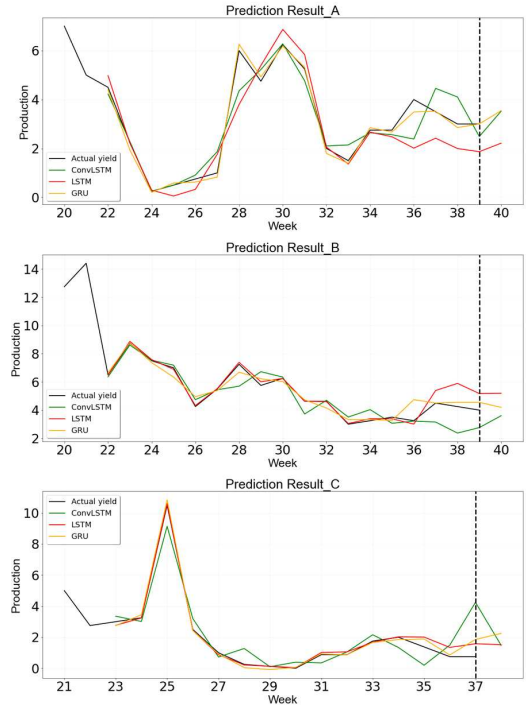 Prediction Result_A
Production
6
4
2
0
Actual yield
ConvLSTM
LSTM
GRU
20 22 24 26 28 30 32 34 36 38 40
Week
Prediction Result_B
Production
14
12
10
8
6
4
2
Actual yield
ConvLSTM
LSTM
GRU
20 22 24 26 28 30 32 34 36 38 40
Week
Prediction Result_C
Production
10
8
6
4
2
0
Actual yield
ConvLSTM
LSTM
GRU
21 23 25 27 29 31 33 35 37
Week